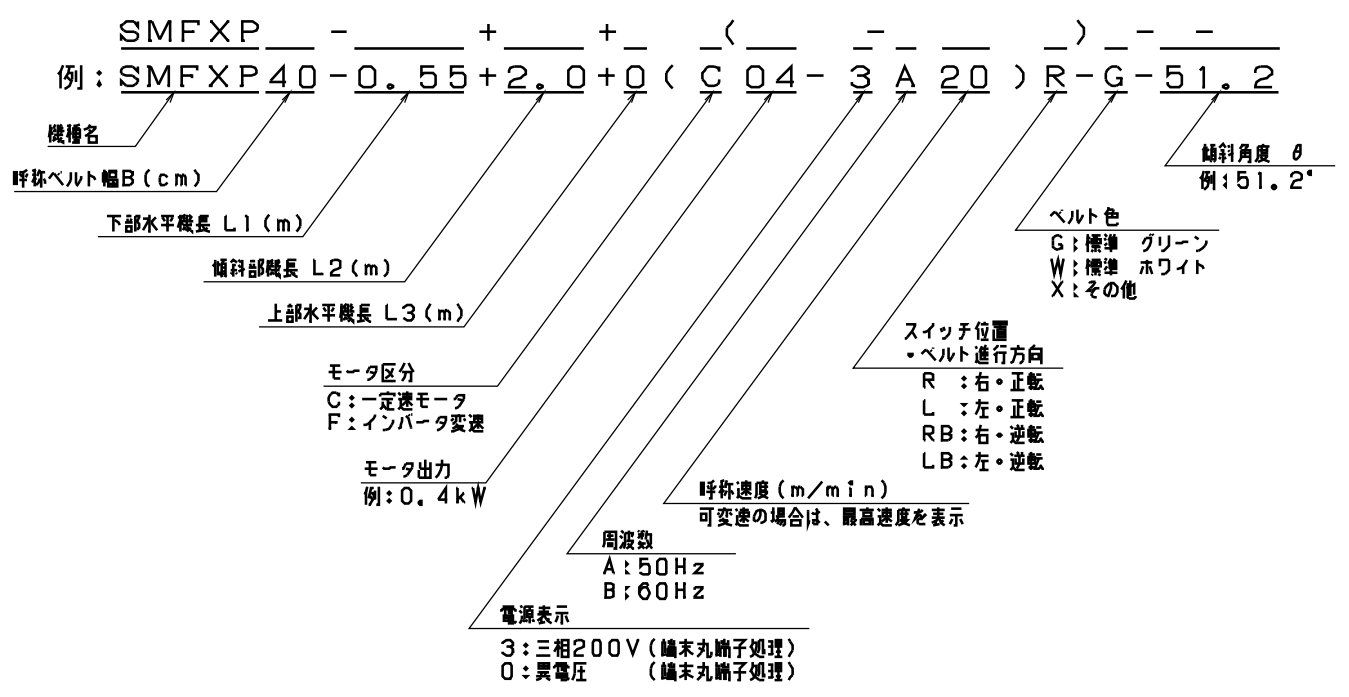 SMFXP - + + ( - ) - -
例:SMFXP40-0.55+2.0+0(C04-3A20)R-G-51.2
機種名
呼称ベルト幅B(cm)
下部水平機長 L1(m)
傾斜部機長 L2(m)
上部水平機長 L3(m)
モータ区分
C:一定速モータ
F:インバータ変速
モータ出力
例:0.4kW
電源表示
3:三相200V(端末丸端子処理)
0:異電圧 (端末丸端子処理)
周波数
A:50Hz
B:60Hz
呼称速度(m/min)
可変速の場合は、最高速度を表示
スイッチ位置
・ベルト進行方向
R :右・正転
L :左・正転
RB:右・逆転
LB:左・逆転
ベルト色
G:標準 グリーン
W:標準 ホワイト
X:その他
傾斜角度 θ
例:51.2°